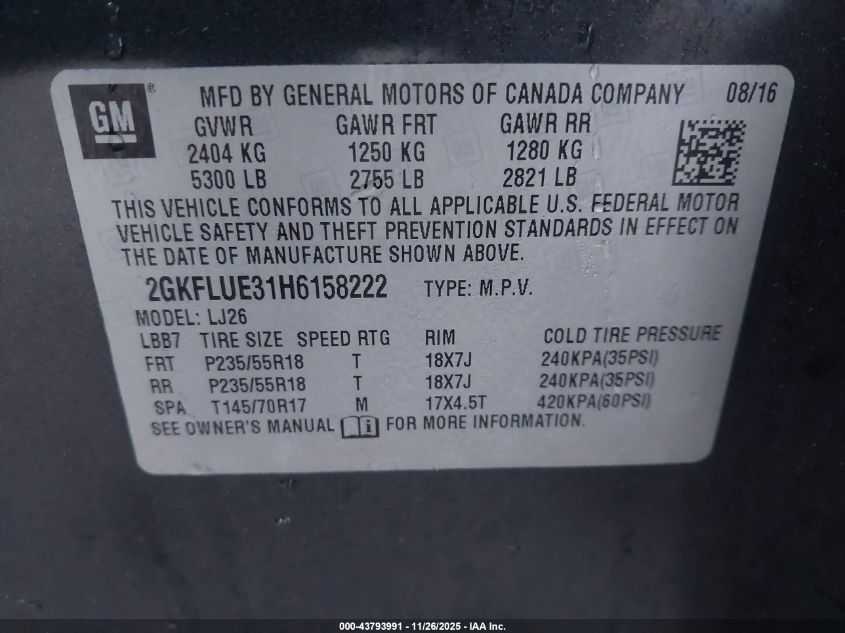 GM ® MFD BY GENERAL MOTORS OF CANADA COMPANY 08/16
GVWR GAWR FRT GAWR RR
2404 KG 1250 KG 1280 KG
5300 LB 2755 LB 2821 LB
THIS VEHICLE CONFORMS TO ALL APPLICABLE U.S. FEDERAL MOTOR
VEHICLE SAFETY AND THEFT PREVENTION STANDARDS IN EFFECT ON
THE DATE OF MANUFACTURE SHOWN ABOVE.
2GKFLUE31H6158222 TYPE: M.P.V.
MODEL: LJ26
LBB7 TIRE SIZE SPEED RTG RIM COLD TIRE PRESSURE
FRT P235/55R18 T 18X7J 240KPA(35PSI)
RR P235/55R18 T 18X7J 240KPA(35PSI)
SPA T145/70R17 M 17X4.5T 420KPA(60PSI)
SEE OWNER'S MANUAL i FOR MORE INFORMATION.
000-43793991 - 11/26/2025 - IAA Inc.